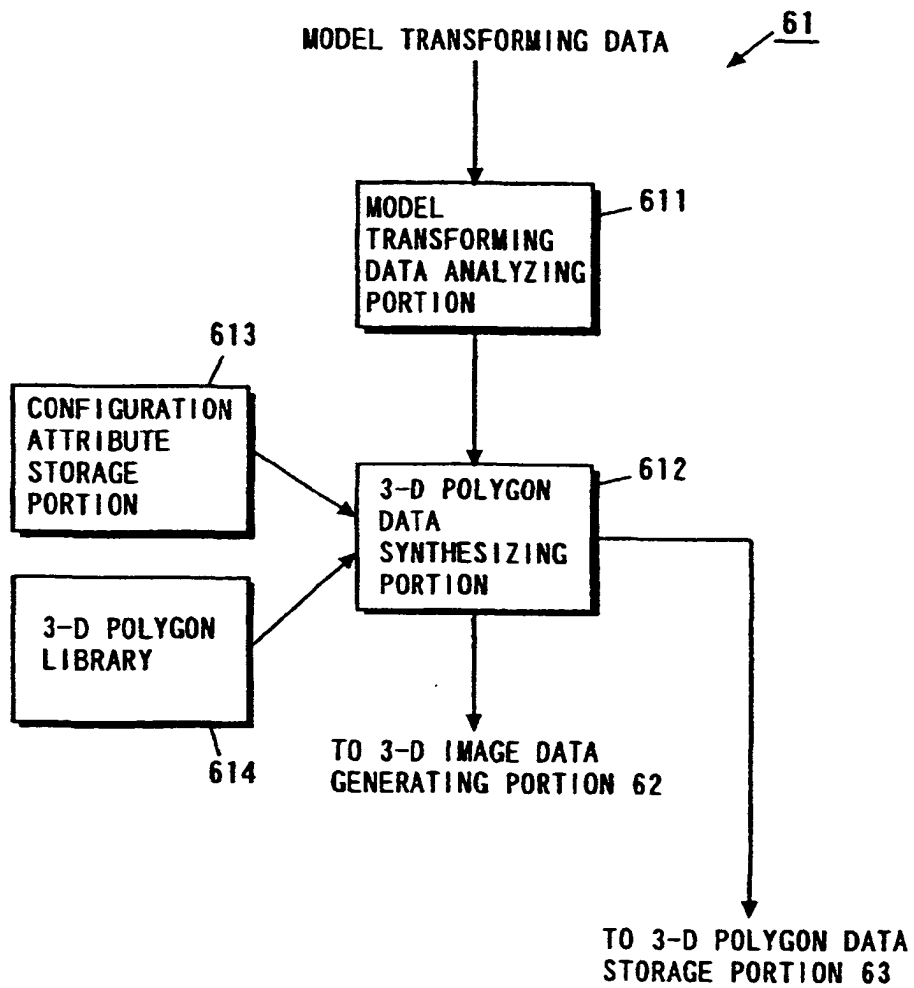 61
MODEL TRANSFORMING DATA
MODEL
TRANSFORMING
DATA ANALYZING
PORTION
611
613
CONFIGURATION
ATTRIBUTE
STORAGE
PORTION
3-D POLYGON
DATA
SYNTHESIZING
PORTION
612
3-D POLYGON
LIBRARY
614
TO 3-D IMAGE DATA
GENERATING PORTION 62
TO 3-D POLYGON DATA
STORAGE PORTION 63